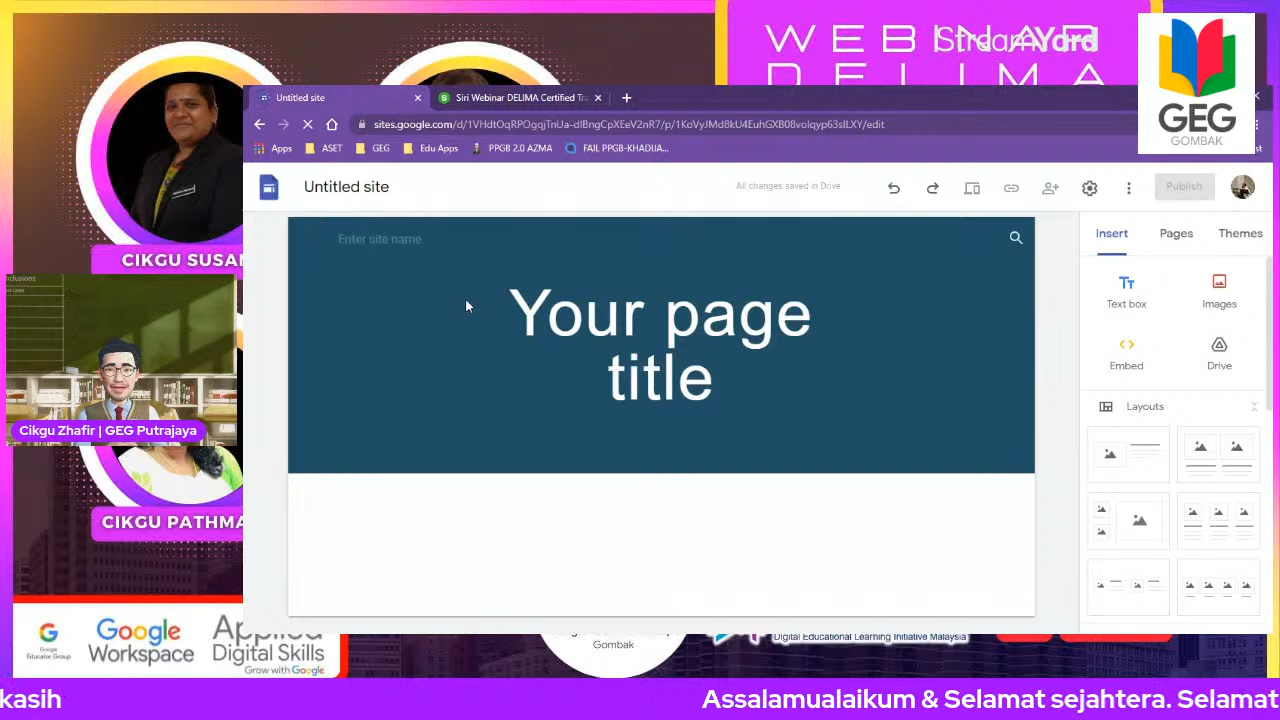 WEBINAR
StreamYard
DELIMA
GEG
GOMBAK
Untitled site
Siri Webinar DELIMA Certified Tra
sites.google.com/d/1VHdtOqRPOgqjTnUa-dlBngCpXEeV2nR7/p/1KoVyJMd8kU4EuhGXB08volqyp63slLXY/edit
Apps
ASET
GEG
Edu Apps
PPGB 2.0 AZMA
FAIL PPGB-KHADIJA...
Untitled site
All changes saved in Drive
Publish
Enter site name
Your page
title
Insert
Pages
Themes
Text box
Images
Embed
Drive
Layouts
CIKGU SUSAN
Cikgu Zhafir | GEG Putrajaya
CIKGU PATHMA
Google
Educator Group
Google
Workspace
Applied
Digital Skills
Grow with Google
Gombak
Digital Educational Learning Initiative Malaysia
kasih
Assalamualaikum & Selamat sejahtera. Selamat